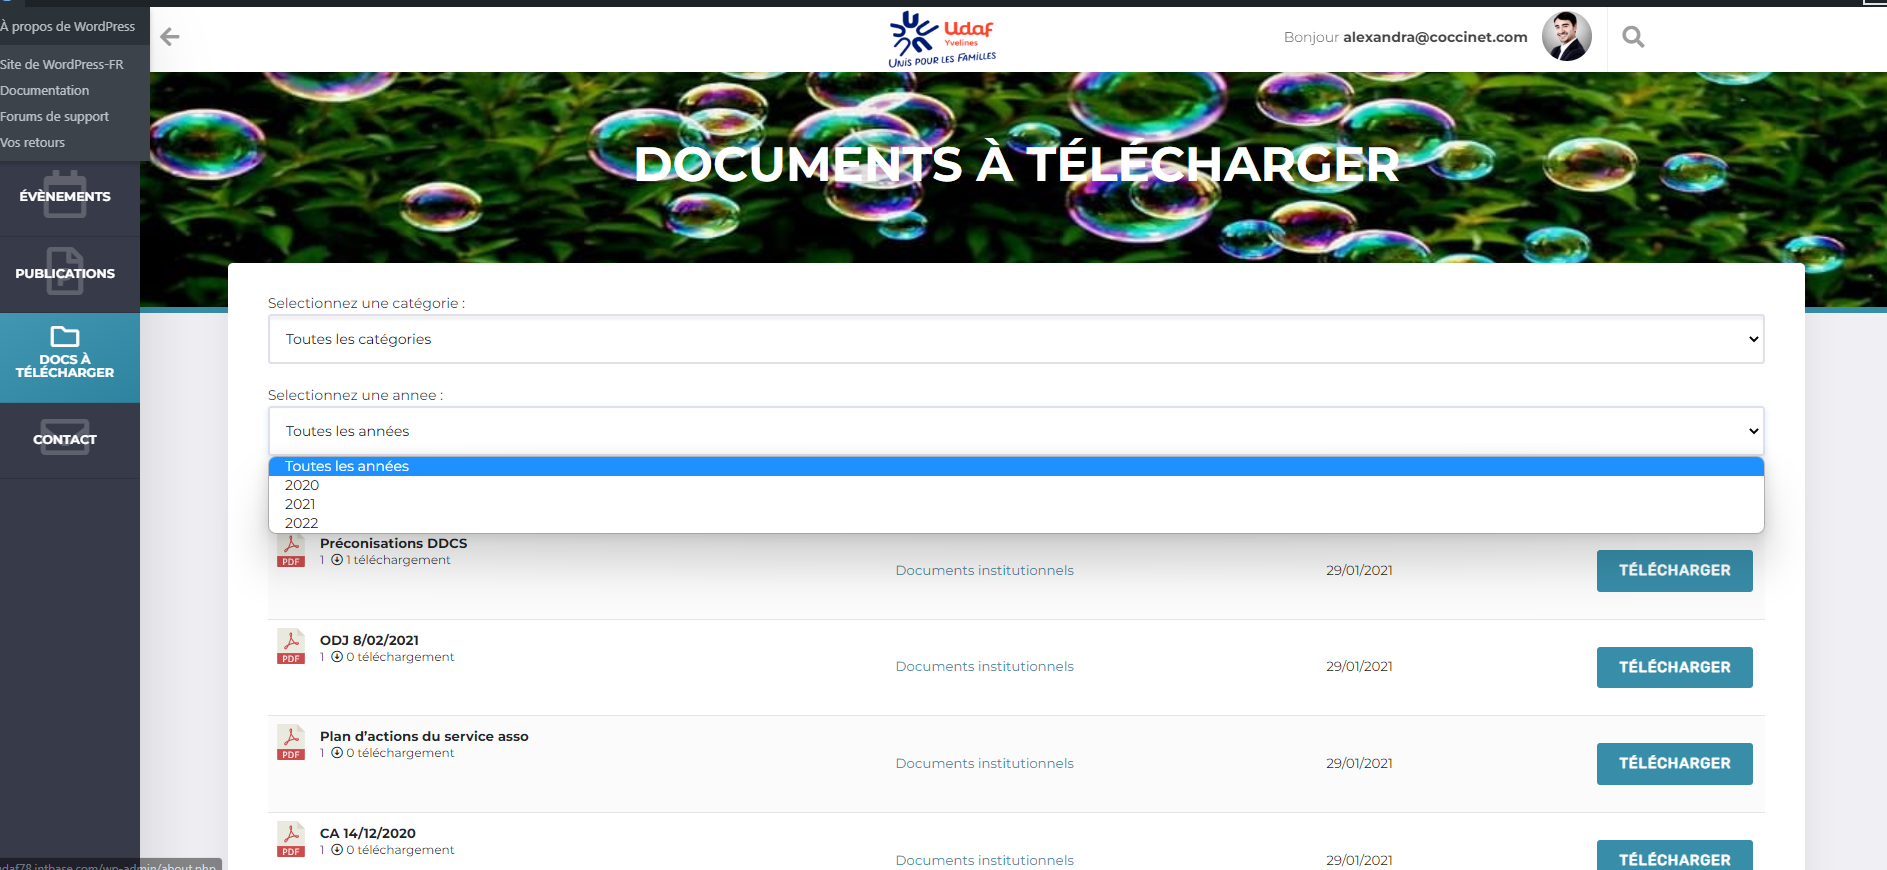 À propos de WordPress
Site de WordPress-FR
Documentation
Forums de support
Vos retours
ÉVÈNEMENTS
PUBLICATIONS
DOCS À
TÉLÉCHARGER
CONTACT
Udaf
Yvelines
UNIS POUR LES FAMILLES
Bonjour alexandra@coccinet.com
DOCUMENTS À TÉLÉCHARGER
Selectionnez une catégorie :
Toutes les catégories
Selectionnez une annee :
Toutes les années
Toutes les années
2020
2021
2022
Préconisations DDCS
PDF 1 1 téléchargement
Documents institutionnels 29/01/2021 TÉLÉCHARGER
ODJ 8/02/2021
PDF 1 0 téléchargement
Documents institutionnels 29/01/2021 TÉLÉCHARGER
Plan d’actions du service asso
PDF 1 0 téléchargement
Documents institutionnels 29/01/2021 TÉLÉCHARGER
CA 14/12/2020
PDF 1 0 téléchargement
Documents institutionnels 29/01/2021 TÉLÉCHARGER